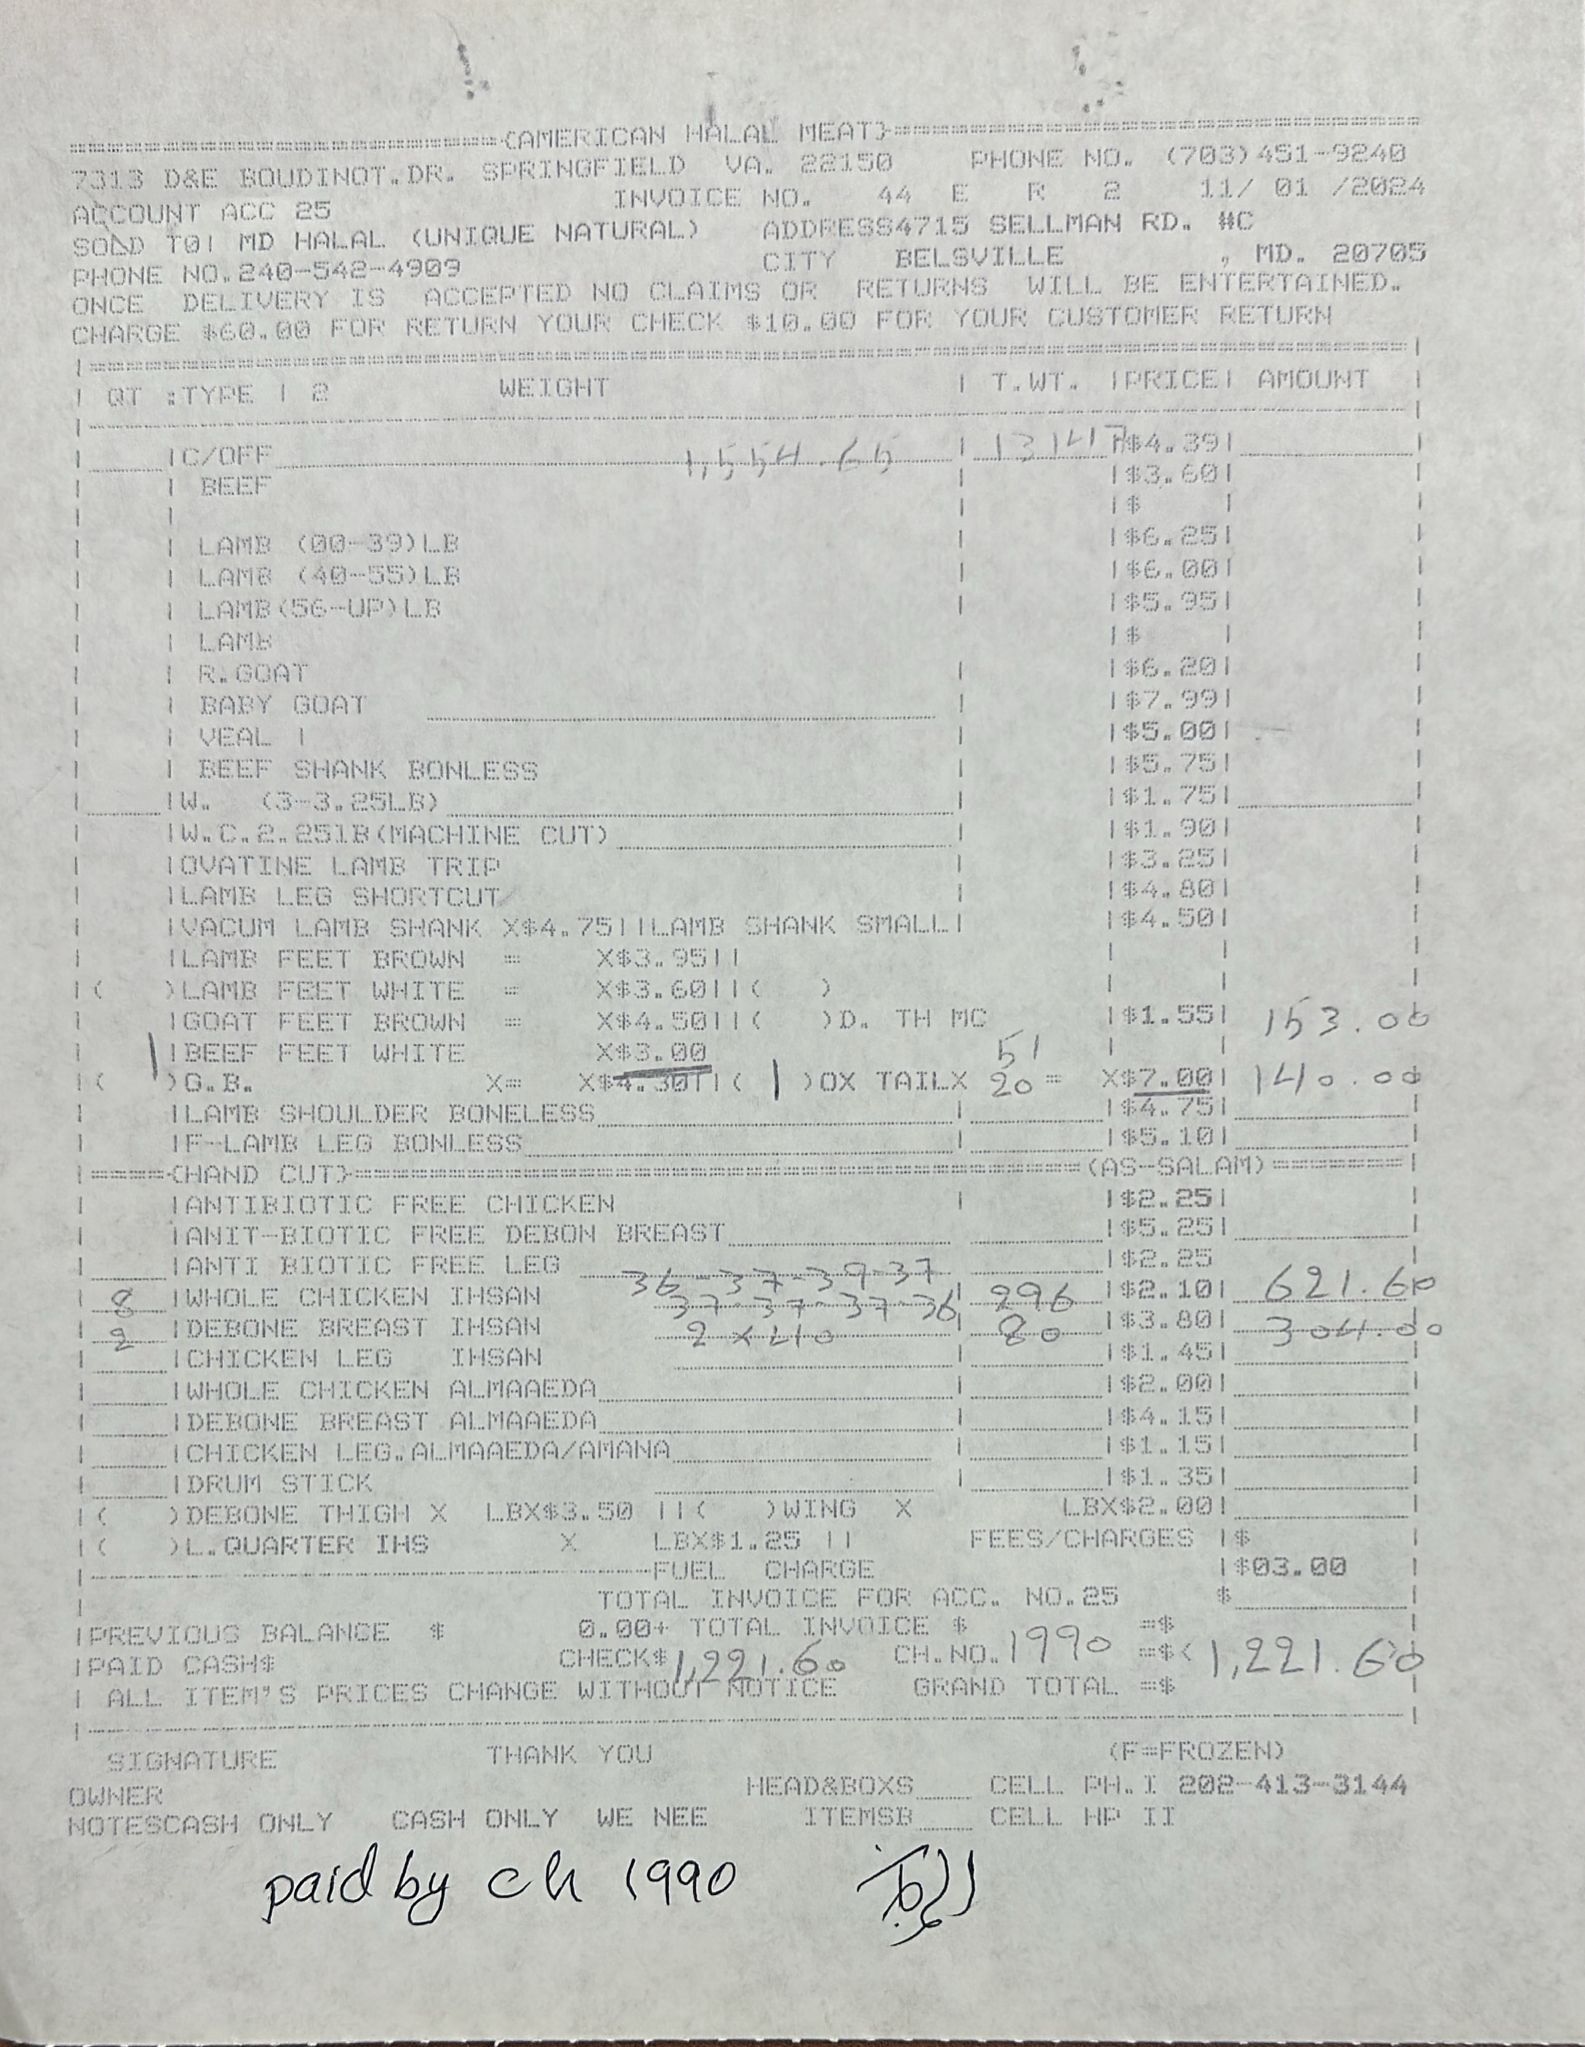 ==={AMERICAN HALAL MEAT}===
7313 D&E BOUDINOT.DR. SPRINGFIELD VA. 22150 PHONE NO. (703)451-9240
ACCOUNT ACC 25 INVOICE NO. 44 E R 2 11/ 01 /2024
SOLD TO| MD HALAL (UNIQUE NATURAL) ADDRESS4715 SELLMAN RD. #C
PHONE NO.240-542-4909 CITY BELSVILLE , MD. 20705
ONCE DELIVERY IS ACCEPTED NO CLAIMS OR RETURNS WILL BE ENTERTAINED.
CHARGE $60.00 FOR RETURN YOUR CHECK $10.00 FOR YOUR CUSTOMER RETURN
| QT :TYPE | 2 WEIGHT | T.WT. |PRICE| AMOUNT |
|C/OFF 1,554.65 | 13147 |$4.39|
| BEEF |$3.60|
|$ |
| LAMB (00-39)LB |$6.25|
| LAMB (40-55)LB |$6.00|
| LAMB(56-UP)LB |$5.95|
| LAMB |$ |
| R.GOAT |$6.20|
| BABY GOAT |$7.99|
| VEAL | |$5.00|
| BEEF SHANK BONLESS |$5.75|
|W. (3-3.25LB) |$1.75|
|W.C.2.25lB(MACHINE CUT) |$1.90|
|OVATINE LAMB TRIP |$3.25|
|LAMB LEG SHORTCUT |$4.80|
|VACUM LAMB SHANK X$4.75||LAMB SHANK SMALL| |$4.50|
|LAMB FEET BROWN = X$3.95||
|( )LAMB FEET WHITE = X$3.60||( )
|GOAT FEET BROWN = X$4.50||( )D. TH MC |$1.55| 153.00
1 |BEEF FEET WHITE X$3.00 51
|( )G.B. X= X$4.30||( 1 )OX TAILX 20 = X$7.00| 140.00
|LAMB SHOULDER BONELESS |$4.75|
|F-LAMB LEG BONLESS |$5.10|
|===={HAND CUT}===(AS-SALAM)===|
|ANTIBIOTIC FREE CHICKEN |$2.25|
|ANIT-BIOTIC FREE DEBON BREAST |$5.25|
|ANTI BIOTIC FREE LEG |$2.25
36-37-39-37
8 |WHOLE CHICKEN IHSAN 37-37-37-36 296 |$2.10| 621.60
2 |DEBONE BREAST IHSAN 2 x 40 80 |$3.80| 304.00
|CHICKEN LEG IHSAN |$1.45|
|WHOLE CHICKEN ALMAAEDA |$2.00|
|DEBONE BREAST ALMAAEDA |$4.15|
|CHICKEN LEG.ALMAAEDA/AMANA |$1.15|
|DRUM STICK |$1.35|
|( )DEBONE THIGH X LBX$3.50 ||( )WING X LBX$2.00|
|( )L.QUARTER IHS X LBX$1.25 || FEES/CHARGES |$
FUEL CHARGE |$03.00
TOTAL INVOICE FOR ACC. NO.25 $
|PREVIOUS BALANCE $ 0.00+ TOTAL INVOICE $ =$
|PAID CASH$ CHECK$ 1,221.60 CH.NO. 1990 =$< 1,221.60
| ALL ITEM'S PRICES CHANGE WITHOUT NOTICE GRAND TOTAL =$
SIGNATURE THANK YOU (F=FROZEN)
OWNER HEAD&BOXS CELL PH.I 202-413-3144
NOTESCASH ONLY CASH ONLY WE NEE ITEMSB CELL HP II
paid by ch 1990